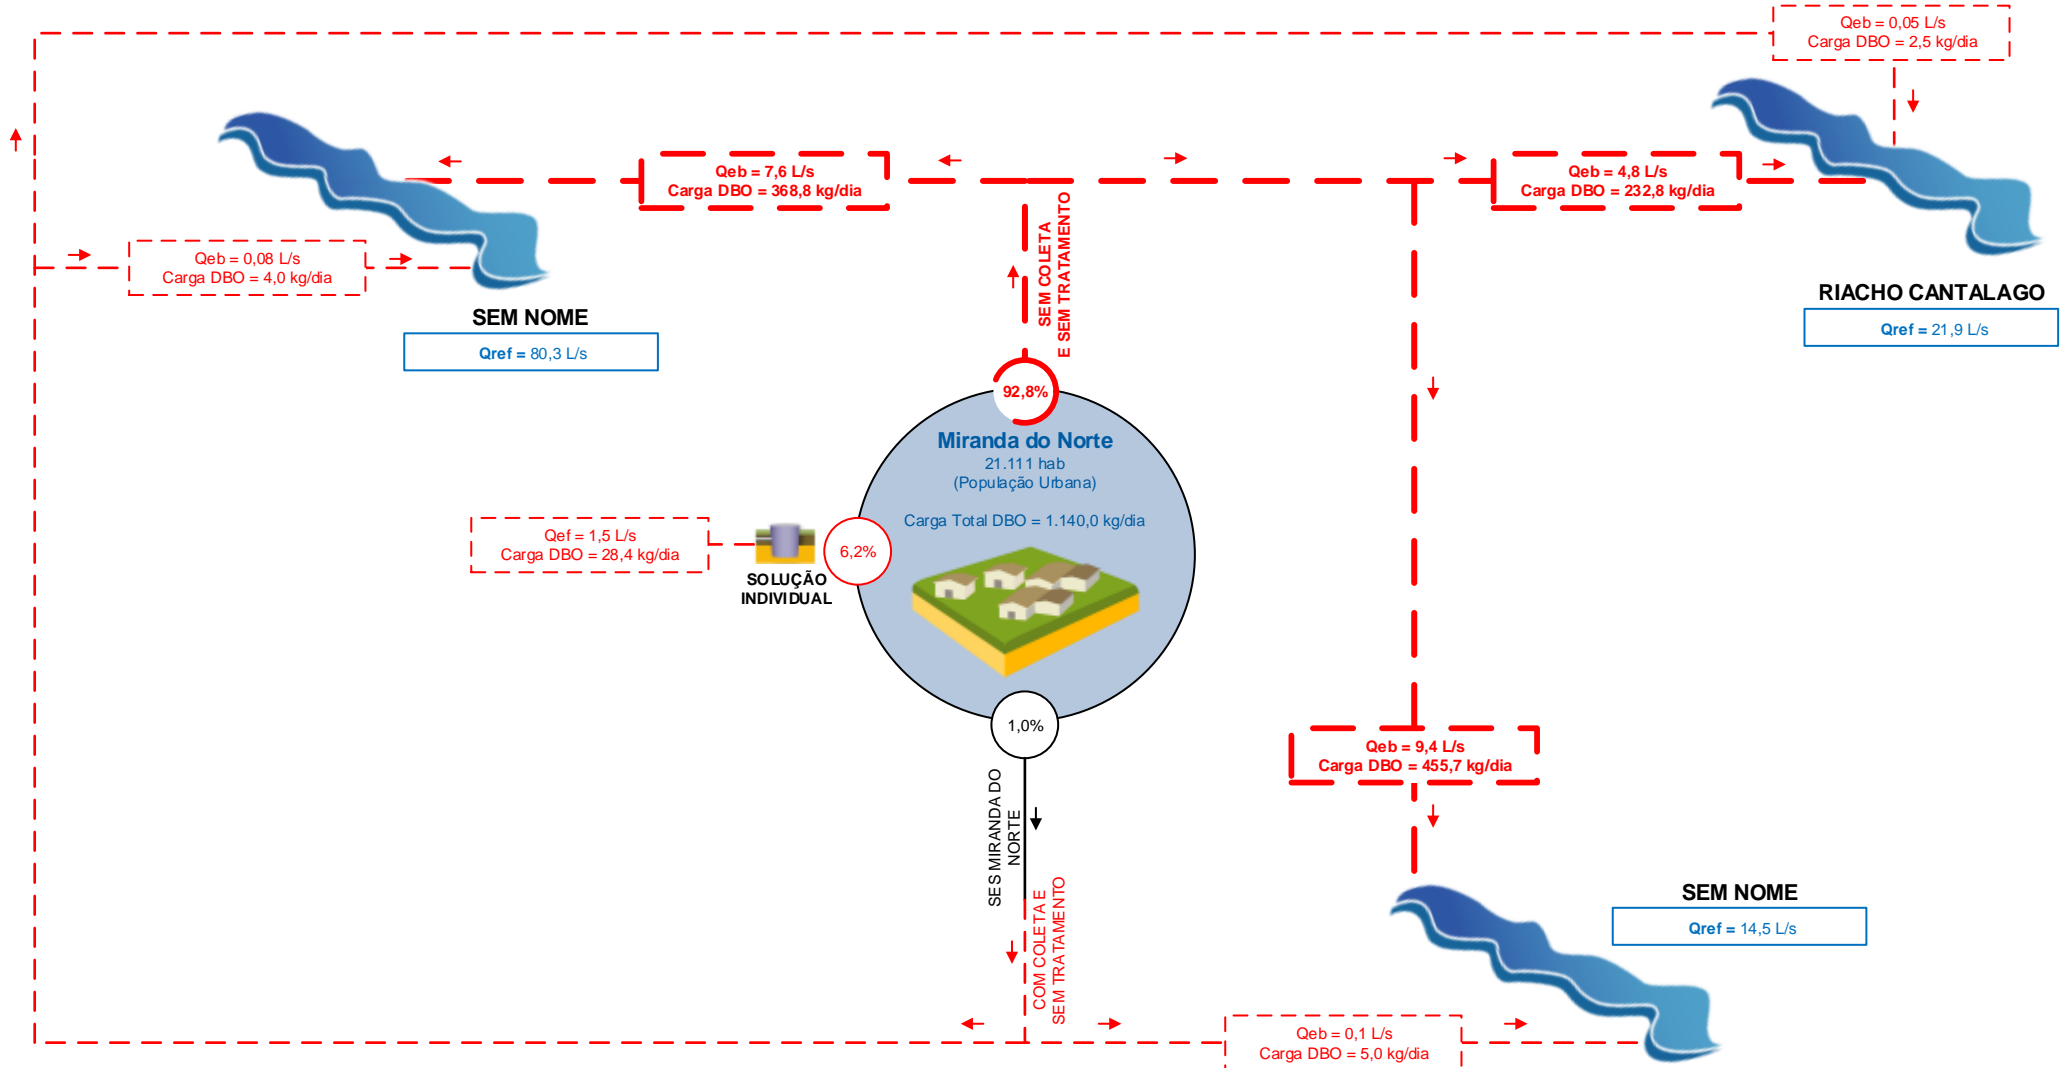 Qeb = 0,05 L/s
Carga DBO = 2,5 kg/dia
Qeb = 7,6 L/s
Carga DBO = 368,8 kg/dia
Qeb = 4,8 L/s
Carga DBO = 232,8 kg/dia
SEM COLETA
E SEM TRATAMENTO
Qeb = 0,08 L/s
Carga DBO = 4,0 kg/dia
SEM NOME
Qref = 80,3 L/s
RIACHO CANTALAGO
Qref = 21,9 L/s
92,8%
Miranda do Norte
21.111 hab
(População Urbana)
Carga Total DBO = 1.140,0 kg/dia
Qef = 1,5 L/s
Carga DBO = 28,4 kg/dia
SOLUÇÃO
INDIVIDUAL
6,2%
1,0%
Qeb = 9,4 L/s
Carga DBO = 455,7 kg/dia
SES MIRANDA DO
NORTE
COM COLETA E
SEM TRATAMENTO
SEM NOME
Qref = 14,5 L/s
Qeb = 0,1 L/s
Carga DBO = 5,0 kg/dia